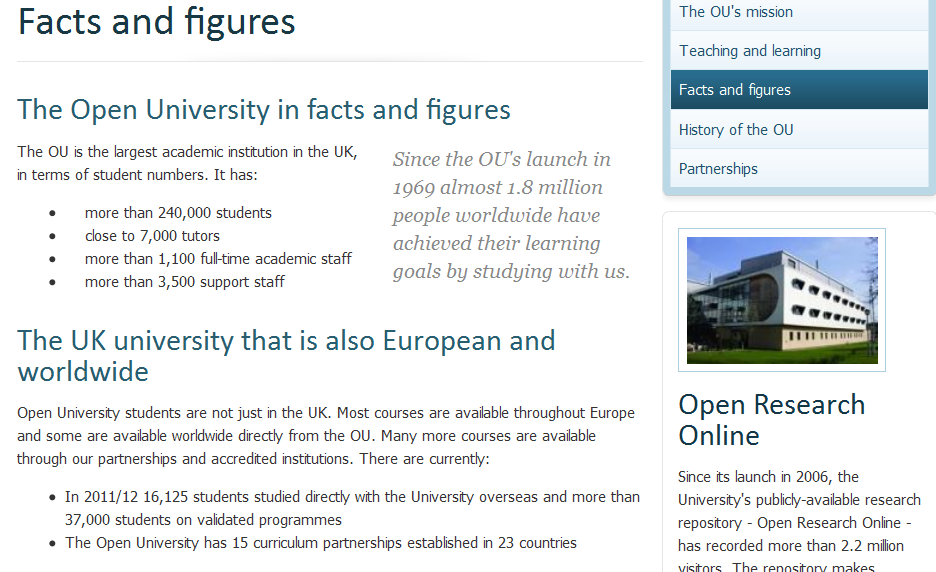 Facts and figures
The Open University in facts and figures
The OU is the largest academic institution in the UK,
in terms of student numbers. It has:
more than 240,000 students
close to 7,000 tutors
more than 1,100 full-time academic staff
more than 3,500 support staff
Since the OU's launch in
1969 almost 1.8 million
people worldwide have
achieved their learning
goals by studying with us.
The UK university that is also European and
worldwide
Open University students are not just in the UK. Most courses are available throughout Europe
and some are available worldwide directly from the OU. Many more courses are available
through our partnerships and accredited institutions. There are currently:
In 2011/12 16,125 students studied directly with the University overseas and more than
37,000 students on validated programmes
The Open University has 15 curriculum partnerships established in 23 countries
The OU's mission
Teaching and learning
Facts and figures
History of the OU
Partnerships
Open Research
Online
Since its launch in 2006, the
University's publicly-available research
repository - Open Research Online -
has recorded more than 2.2 million
visitors. The repository makes